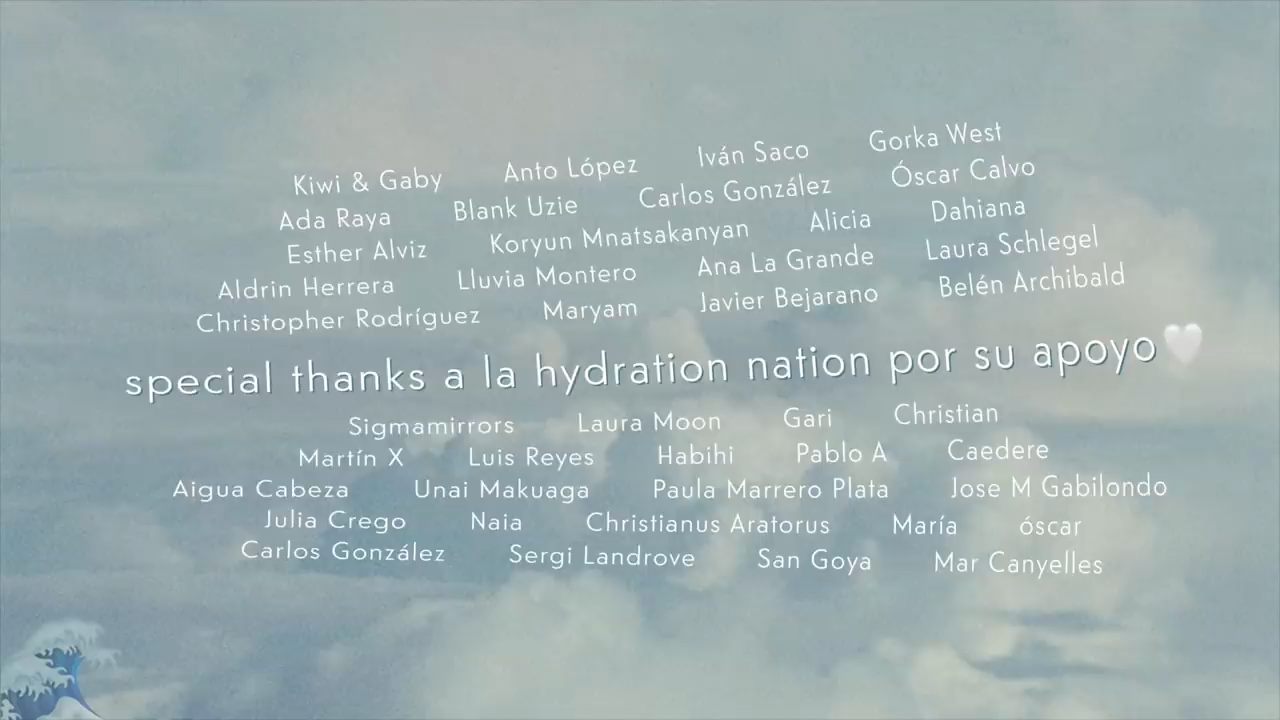 Kiwi & Gaby Anto López Iván Saco Gorka West
Ada Raya Blank Uzie Carlos González Óscar Calvo
Esther Alviz Koryun Mnatsakanyan Alicia Dahiana
Aldrin Herrera Lluvia Montero Ana La Grande Laura Schlegel
Christopher Rodríguez Maryam Javier Bejarano Belén Archibald
special thanks a la hydration nation por su apoyo🤍
Sigmamirrors Laura Moon Gari Christian
Martín X Luis Reyes Habihi Pablo A Caedere
Aigua Cabeza Unai Makuaga Paula Marrero Plata Jose M Gabilondo
Julia Crego Naia Christianus Aratorus María óscar
Carlos González Sergi Landrove San Goya Mar Canyelles